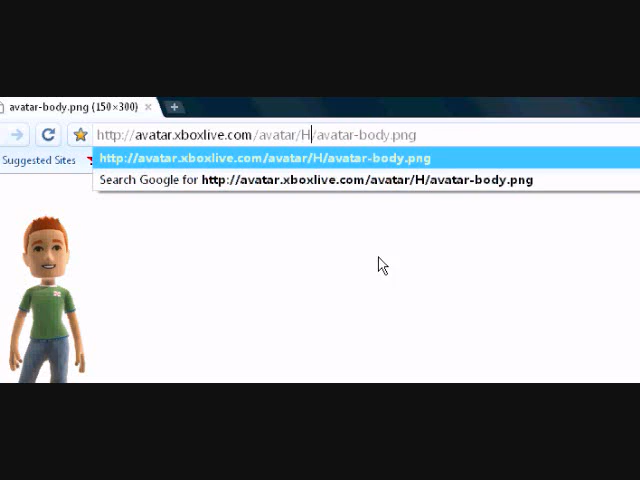 avatar-body.png (150×300)
http://avatar.xboxlive.com/avatar/H/avatar-body.png
Suggested Sites
http://avatar.xboxlive.com/avatar/H/avatar-body.png
Search Google for http://avatar.xboxlive.com/avatar/H/avatar-body.png